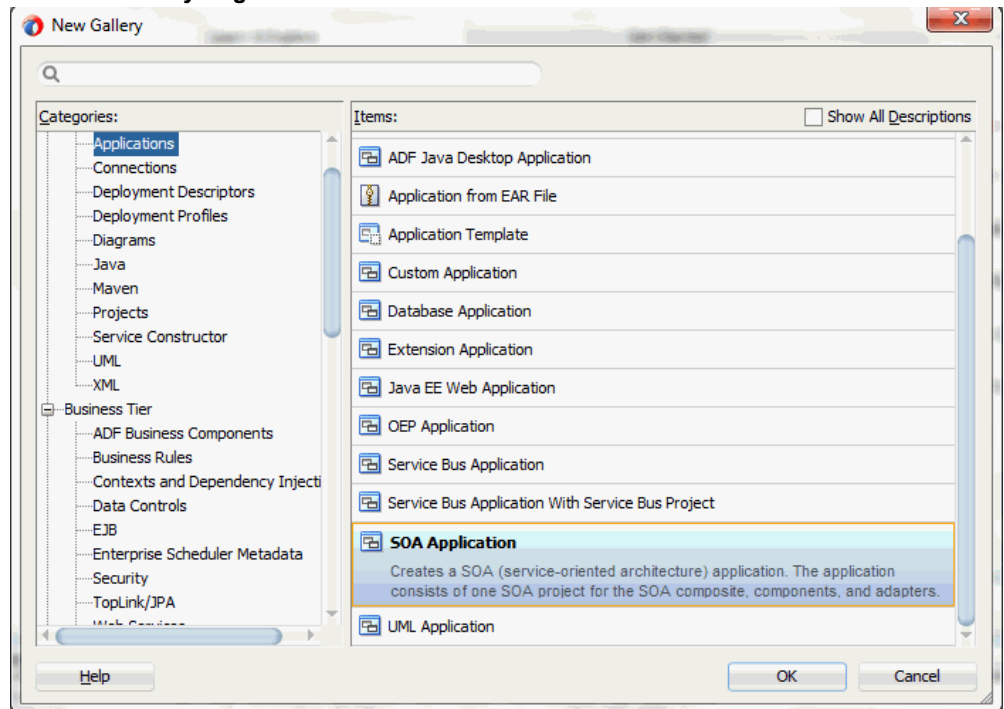 New Gallery
Categories:
Applications
Connections
Deployment Descriptors
Deployment Profiles
Diagrams
Java
Maven
Projects
Service Constructor
UML
XML
Business Tier
ADF Business Components
Business Rules
Contexts and Dependency Injecti
Data Controls
EJB
Enterprise Scheduler Metadata
Security
TopLink/JPA
Items:
Show All Descriptions
ADF Java Desktop Application
Application from EAR File
Application Template
Custom Application
Database Application
Extension Application
Java EE Web Application
OEP Application
Service Bus Application
Service Bus Application With Service Bus Project
SOA Application
Creates a SOA (service-oriented architecture) application. The application
consists of one SOA project for the SOA composite, components, and adapters.
UML Application
Help
OK
Cancel